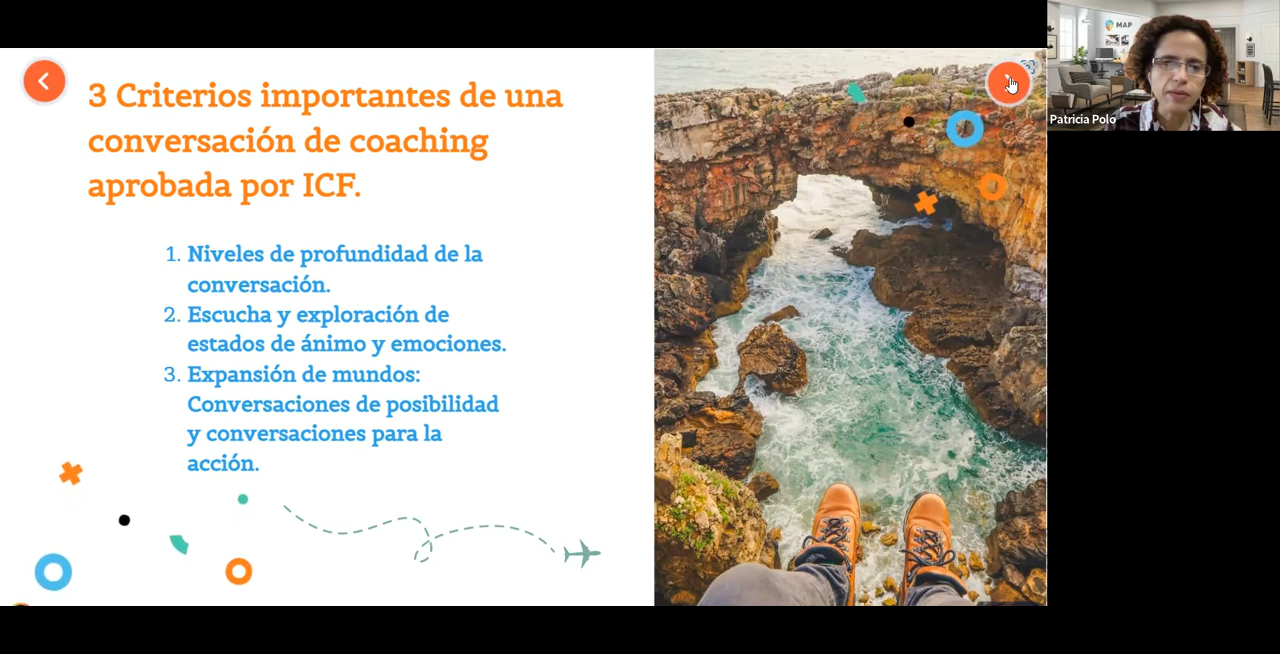 3 Criterios importantes de una
conversación de coaching
aprobada por ICF.
1. Niveles de profundidad de la
conversación.
2. Escucha y exploración de
estados de ánimo y emociones.
3. Expansión de mundos:
Conversaciones de posibilidad
y conversaciones para la
acción.
MAP
Patricia Polo